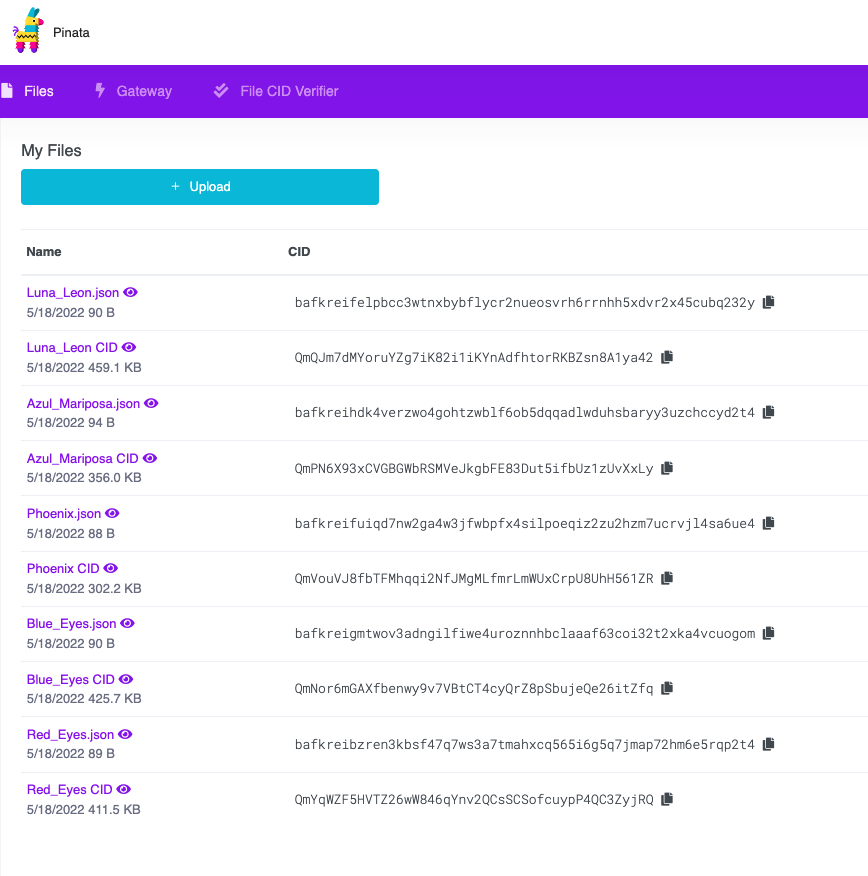 Pinata
Files Gateway File CID Verifier
My Files
+ Upload
Name CID
Luna_Leon.json
5/18/2022 90 B
bafkreifelpbcc3wtnxbybflycr2nueosvrh6rrnhh5xdvr2x45cubq232y
Luna_Leon CID
5/18/2022 459.1 KB
QmQJm7dMYoruYZg7iK82i1iKYnAdfhtorRKBZsn8A1ya42
Azul_Mariposa.json
5/18/2022 94 B
bafkreihdk4verzwo4gohtzwblf6ob5dqqadlwduhsbaryy3uzchccyd2t4
Azul_Mariposa CID
5/18/2022 356.0 KB
QmPN6X93xCVGBGWbRSMVeJkgbFE83Dut5ifbUz1zUvXxLy
Phoenix.json
5/18/2022 88 B
bafkreifuiqd7nw2ga4w3jfwbpfx4silpoeqiz2zu2hzm7ucrvjl4sa6ue4
Phoenix CID
5/18/2022 302.2 KB
QmVouVJ8fbTFMhqqi2NfJMgMLfmrLmWUxCrpU8UhH561ZR
Blue_Eyes.json
5/18/2022 90 B
bafkreigmtwov3adngilfiwe4uroznnhbclaaaf63coi32t2xka4vcuogom
Blue_Eyes CID
5/18/2022 425.7 KB
QmNor6mGAXfbenwy9v7VBtCT4cyQrZ8pSbujeQe26itZfq
Red_Eyes.json
5/18/2022 89 B
bafkreibzren3kbsf47q7ws3a7tmahxcq565i6g5q7jmap72hm6e5rqp2t4
Red_Eyes CID
5/18/2022 411.5 KB
QmYqWZF5HVTZ26wW846qYnv2QCsSCSofcuypP4QC3ZyjRQ